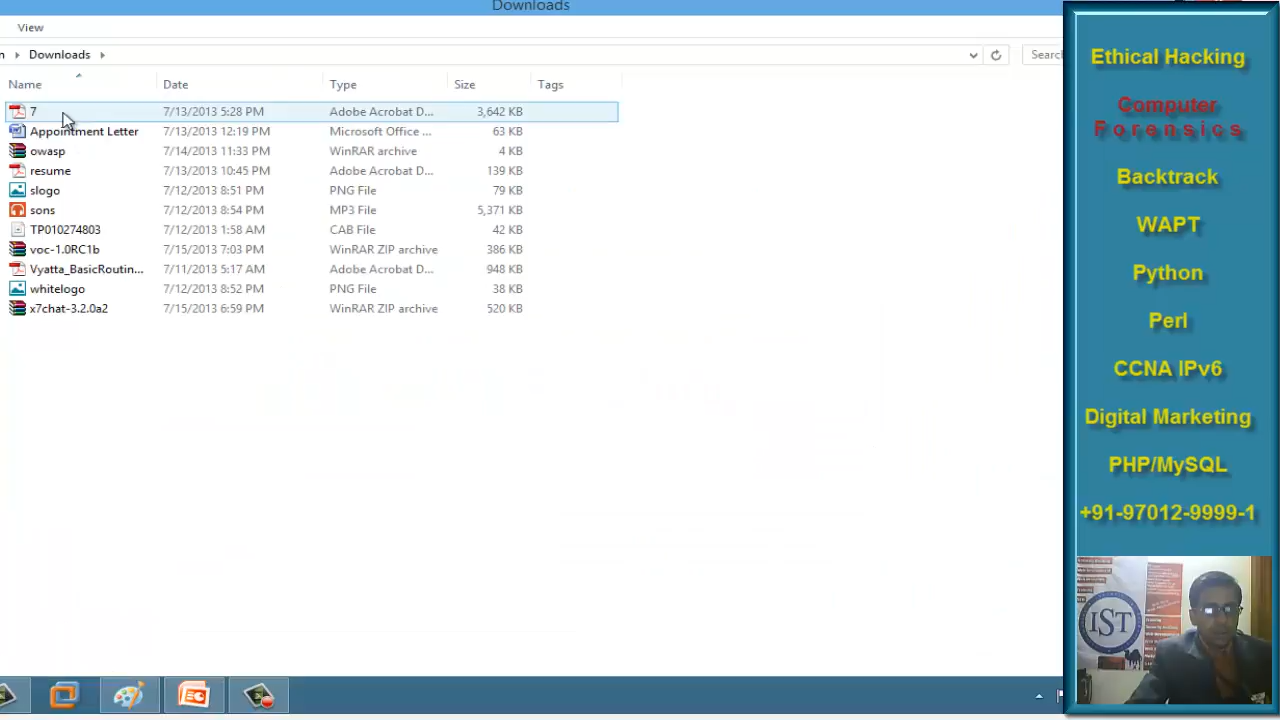 Downloads
View
n ▸ Downloads ▸
Searc
Name Date Type Size Tags
7 7/13/2013 5:28 PM Adobe Acrobat D... 3,642 KB
Appointment Letter 7/13/2013 12:19 PM Microsoft Office ... 63 KB
owasp 7/14/2013 11:33 PM WinRAR archive 4 KB
resume 7/13/2013 10:45 PM Adobe Acrobat D... 139 KB
slogo 7/12/2013 8:51 PM PNG File 79 KB
sons 7/12/2013 8:54 PM MP3 File 5,371 KB
TP010274803 7/12/2013 1:58 AM CAB File 42 KB
voc-1.0RC1b 7/15/2013 7:03 PM WinRAR ZIP archive 386 KB
Vyatta_BasicRoutin... 7/11/2013 5:17 AM Adobe Acrobat D... 948 KB
whitelogo 7/12/2013 8:52 PM PNG File 38 KB
x7chat-3.2.0a2 7/15/2013 6:59 PM WinRAR ZIP archive 520 KB
Ethical Hacking
Computer
Forensics
Backtrack
WAPT
Python
Perl
CCNA IPv6
Digital Marketing
PHP/MySQL
+91-97012-9999-1
IST